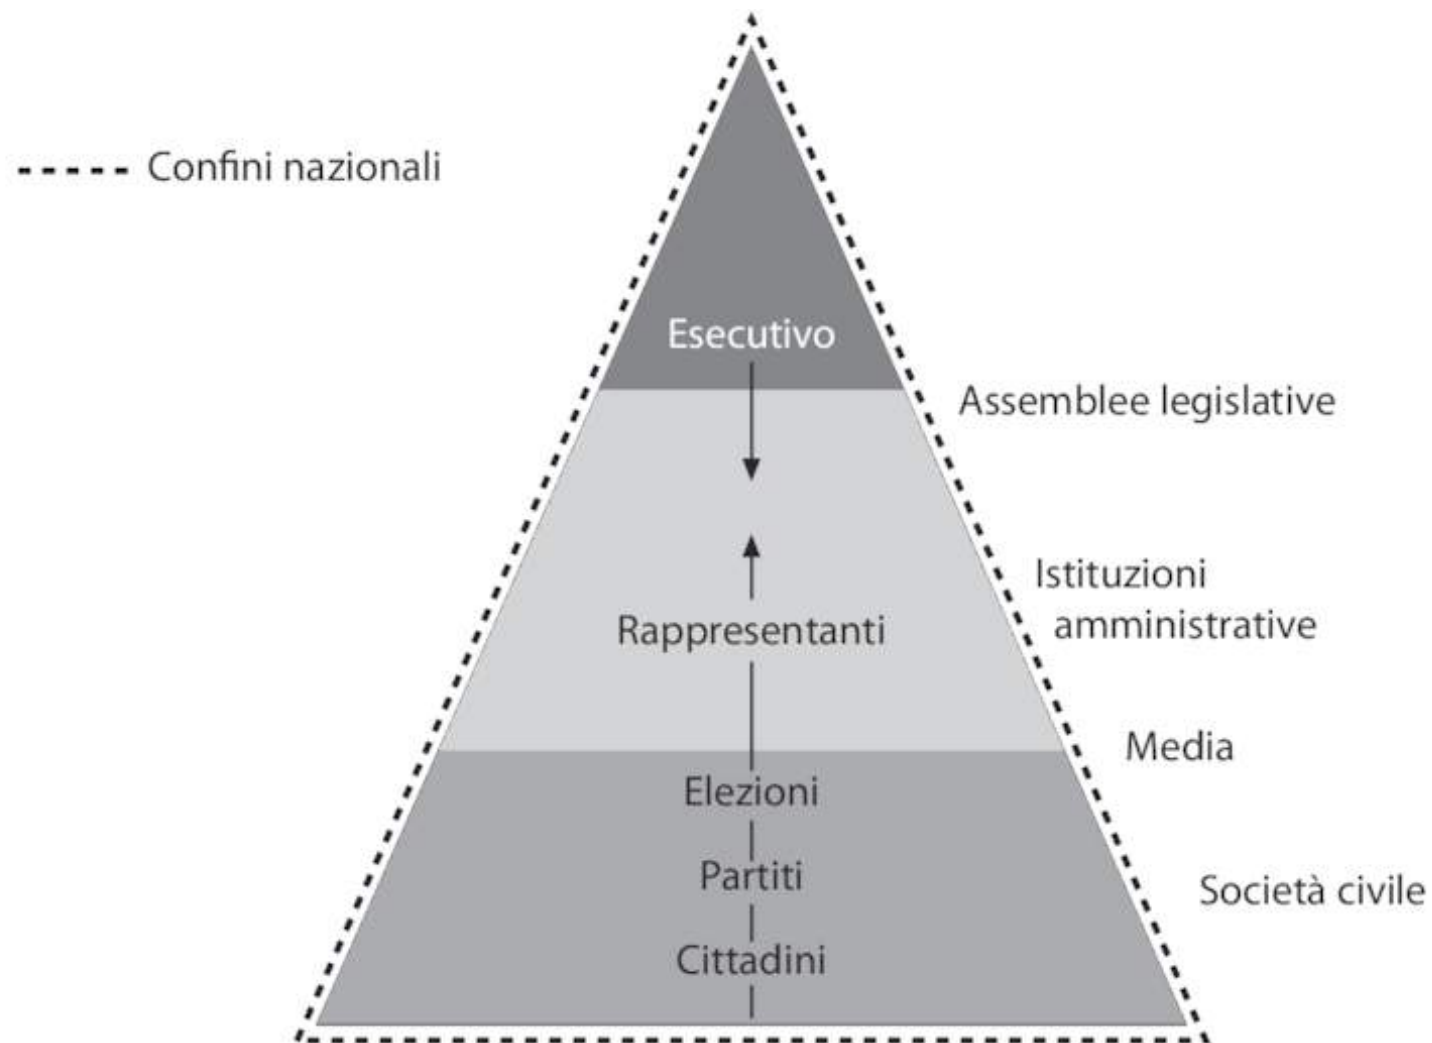 Confini nazionali
Esecutivo
Assemblee legislative
Istituzioni
amministrative
Rappresentanti
Media
Elezioni
Partiti
Società civile
Cittadini